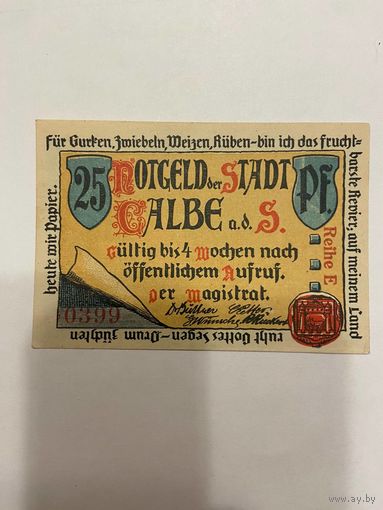 Für Gurken, Zwiebeln, Weizen, Rüben-bin ich das frucht=
barste Revier, auf meinem Land
ruht Gottes Segen-Drum
heute wir Papier.
25 NOTGELD der STADT Pf.
CALBE a.d. S.
Gültig bis 4 Wochen nach
öffentlichem Aufruf.
Der Magistrat.
Reihe E
0399
www.ay.by